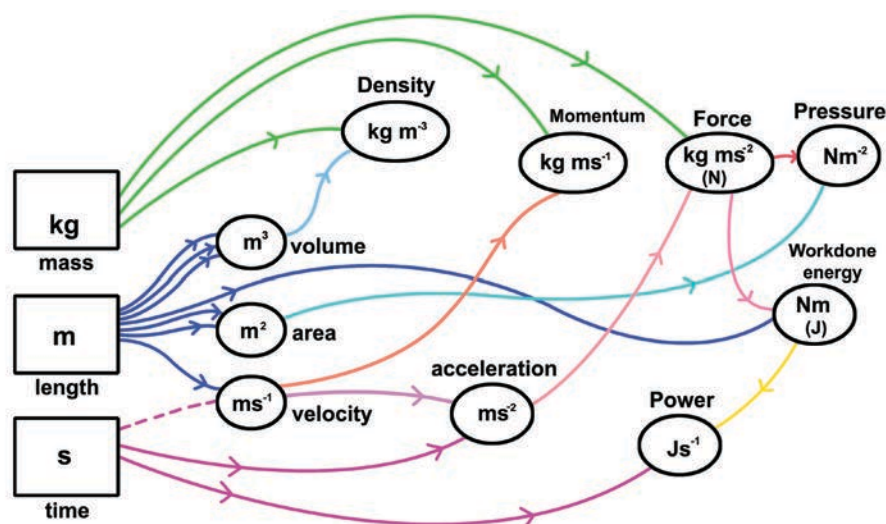 Density
kg m⁻³
Momentum
kg ms⁻¹
Force
kg ms⁻²
(N)
Pressure
Nm⁻²
kg
mass
m³
volume
Workdone
energy
Nm
(J)
m
length
m²
area
ms⁻¹
velocity
acceleration
ms⁻²
Power
Js⁻¹
s
time